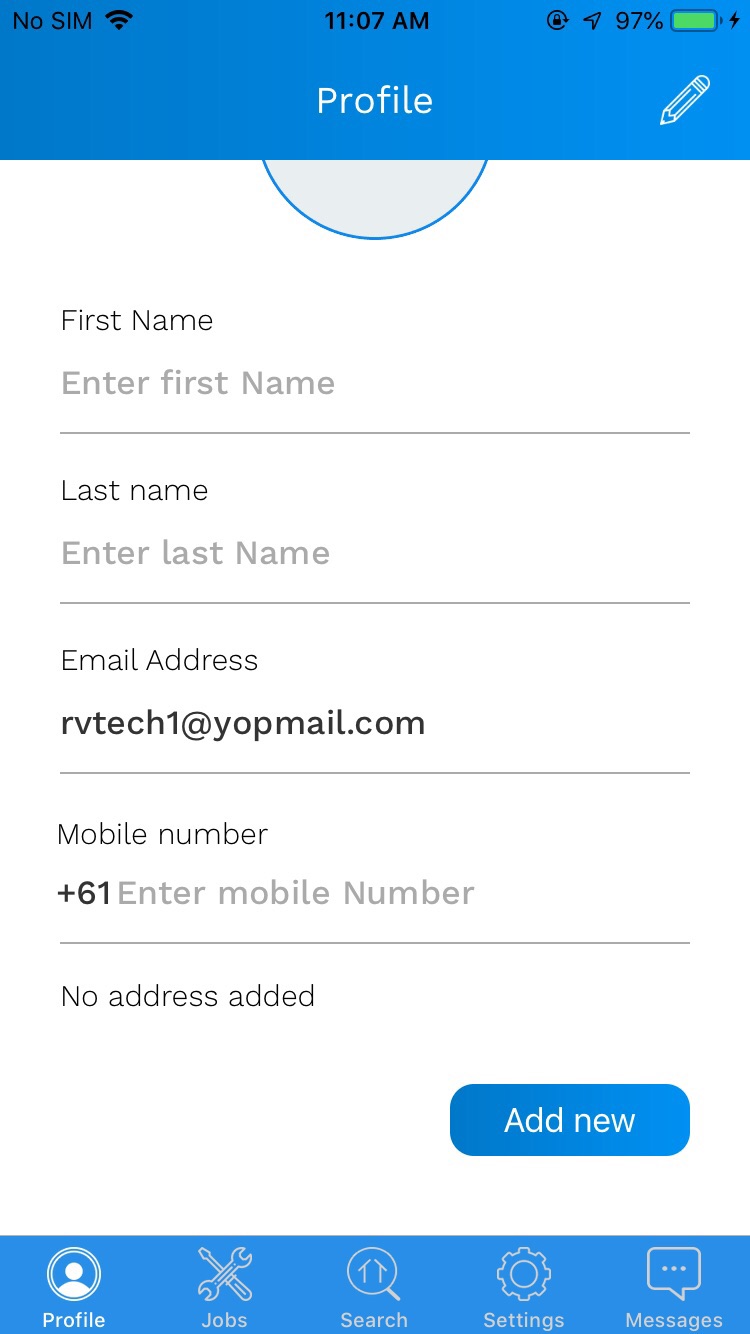 No SIM 11:07 AM 97%
Profile
First Name
Enter first Name
Last name
Enter last Name
Email Address
rvtech1@yopmail.com
Mobile number
+61 Enter mobile Number
No address added
Add new
Profile Jobs Search Settings Messages